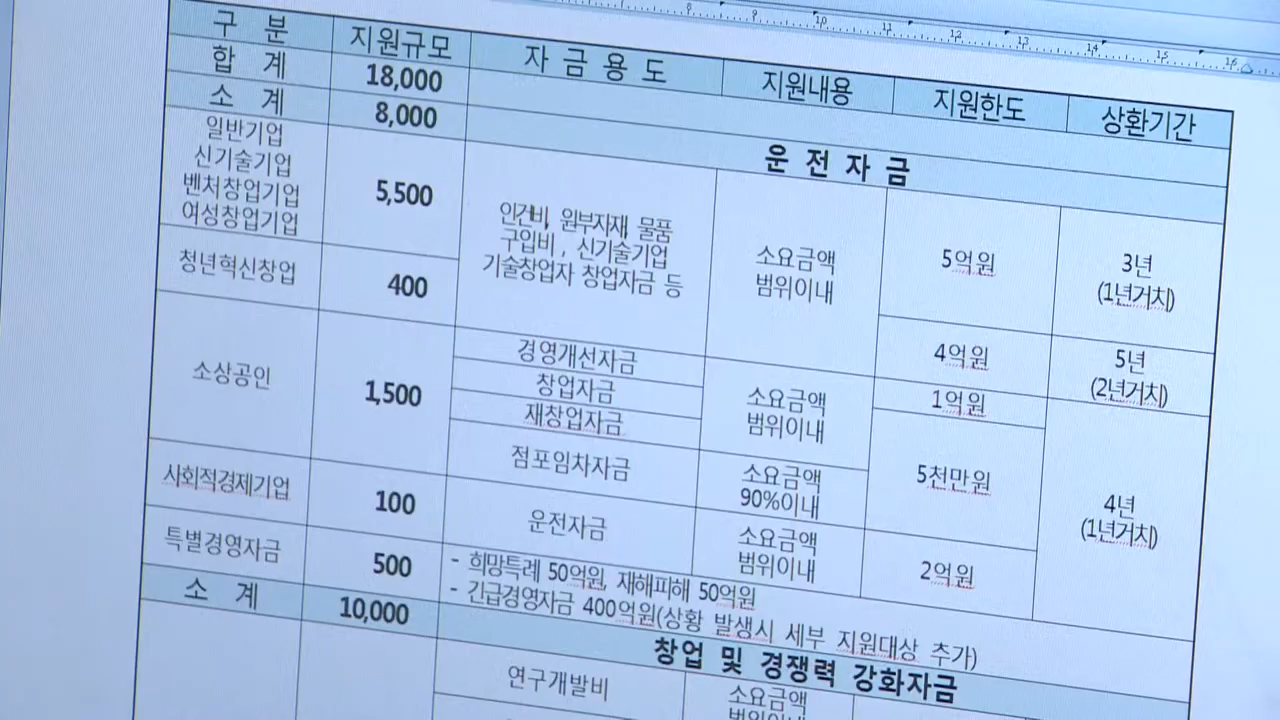 8 9 10 11 12 13 14 15 16
구 분 지원규모 자 금 용 도 지원내용 지원한도 상환기간
합 계 18,000
소 계 8,000 운 전 자 금
일반기업
신기술기업
벤처창업기업
여성창업기업
5,500
인건비, 원부자재, 물품
구입비, 신기술기업
기술창업자 창업자금 등
소요금액
범위이내
5억원
3년
(1년거치)
청년혁신창업 400
4억원
5년
(2년거치)
소상공인 1,500
경영개선자금
창업자금
재창업자금
소요금액
범위이내
1억원
점포임차자금
소요금액
90%이내
5천만원
4년
(1년거치)
사회적경제기업 100 운전자금
소요금액
범위이내
2억원
특별경영자금 500
- 희망특례 50억원, 재해피해 50억원
- 긴급경영자금 400억원(상황 발생시 세부 지원대상 추가)
소 계 10,000 창업 및 경쟁력 강화자금
연구개발비
소요금액
범위이내